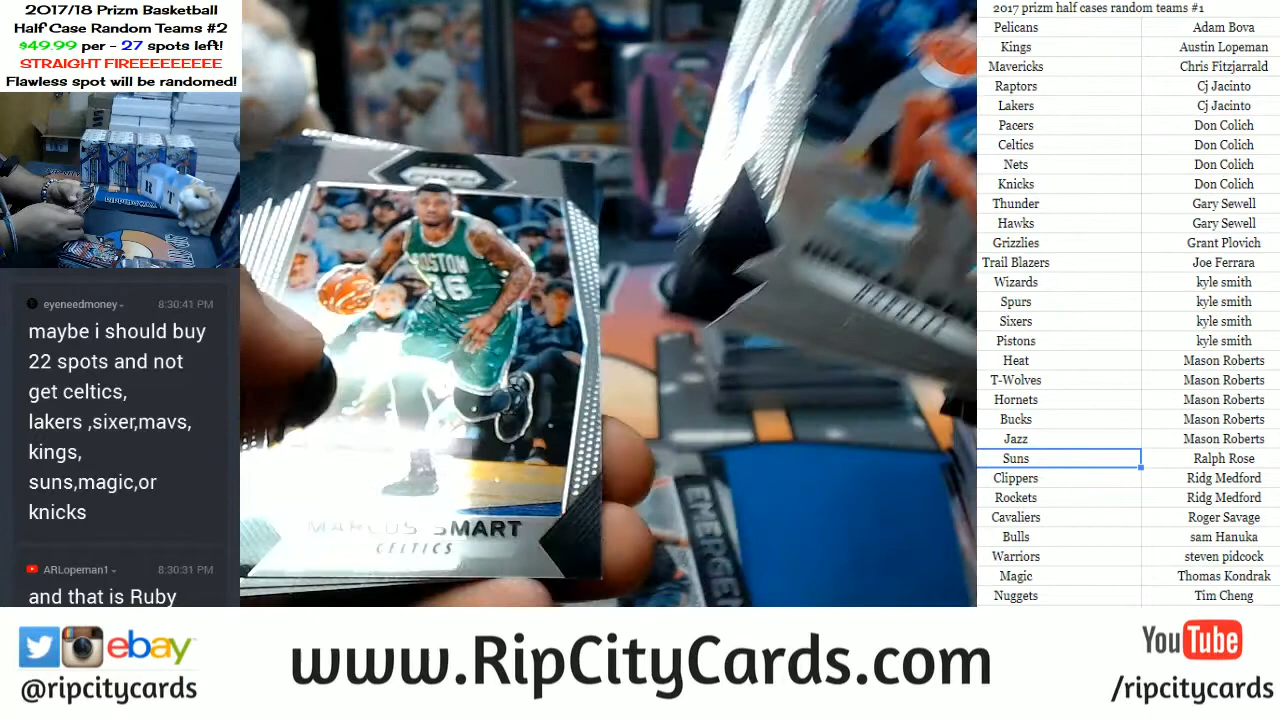 2017/18 Prizm Basketball
Half Case Random Teams #2
$49.99 per - 27 spots left!
STRAIGHT FIREEEEEEEEE
Flawless spot will be randomed!
R T
eyeneedmoney
8:30:41 PM
maybe i should buy
22 spots and not
get celtics,
lakers ,sixer,mavs,
kings,
suns,magic,or
knicks
ARLopeman1
8:30:31 PM
and that is Ruby
BOSTON
36
MARCUS SMART
CELTICS
EMERGEN
2017 prizm half cases random teams #1
Pelicans Adam Bova
Kings Austin Lopeman
Mavericks Chris Fitzjarrald
Raptors Cj Jacinto
Lakers Cj Jacinto
Pacers Don Colich
Celtics Don Colich
Nets Don Colich
Knicks Don Colich
Thunder Gary Sewell
Hawks Gary Sewell
Grizzlies Grant Plovich
Trail Blazers Joe Ferrara
Wizards kyle smith
Spurs kyle smith
Sixers kyle smith
Pistons kyle smith
Heat Mason Roberts
T-Wolves Mason Roberts
Hornets Mason Roberts
Bucks Mason Roberts
Jazz Mason Roberts
Suns Ralph Rose
Clippers Ridg Medford
Rockets Ridg Medford
Cavaliers Roger Savage
Bulls sam Hanuka
Warriors steven pidcock
Magic Thomas Kondrak
Nuggets Tim Cheng
ebay
@ripcitycards
www.RipCityCards.com
YouTube
/ripcitycards